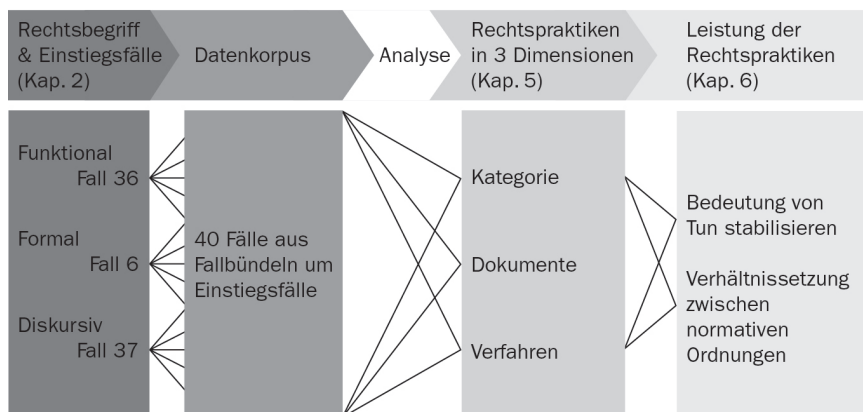 Rechtsbegriff
& Einstiegsfälle
(Kap. 2)
Datenkorpus
Analyse
Rechtspraktiken
in 3 Dimensionen
(Kap. 5)
Leistung der
Rechtspraktiken
(Kap. 6)
Funktional
Fall 36
Formal
Fall 6
Diskursiv
Fall 37
40 Fälle aus
Fallbündeln um
Einstiegsfälle
Kategorie
Dokumente
Verfahren
Bedeutung von
Tun stabilisieren
Verhältnissetzung
zwischen
normativen
Ordnungen